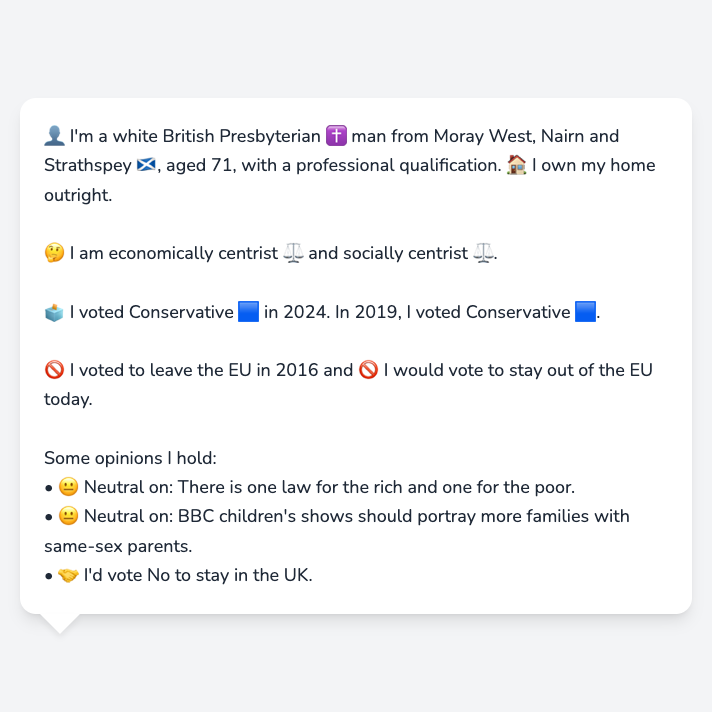 👤 I'm a white British Presbyterian ✝️ man from Moray West, Nairn and
Strathspey 🏴󠁧󠁢󠁳󠁣󠁴󠁿, aged 71, with a professional qualification. 🏠 I own my home
outright.
🤔 I am economically centrist ⚖️ and socially centrist ⚖️.
🗳️ I voted Conservative 🟦 in 2024. In 2019, I voted Conservative 🟦.
🚫 I voted to leave the EU in 2016 and 🚫 I would vote to stay out of the EU
today.
Some opinions I hold:
• 😐 Neutral on: There is one law for the rich and one for the poor.
• 😐 Neutral on: BBC children's shows should portray more families with
same-sex parents.
• 🤝 I'd vote No to stay in the UK.